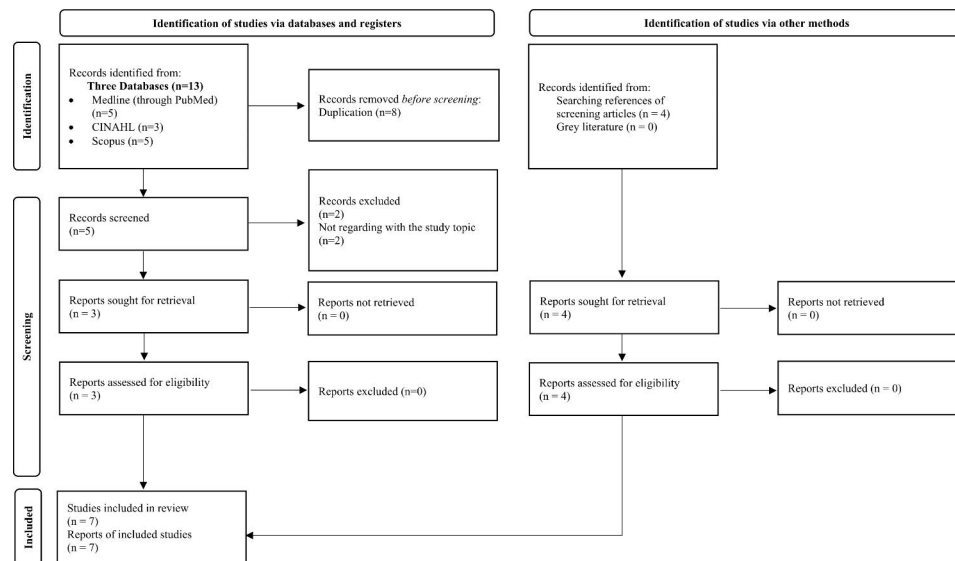 Identification of studies via databases and registers
Identification of studies via other methods
Identification
Records identified from:
Three Databases (n=13)
• Medline (through PubMed)
(n=5)
• CINAHL (n=3)
• Scopus (n=5)
Records removed before screening:
Duplication (n=8)
Records identified from:
Searching references of
screening articles (n = 4)
Grey literature (n = 0)
Screening
Records screened
(n=5)
Records excluded
(n=2)
Not regarding with the study topic
(n=2)
Reports sought for retrieval
(n = 3)
Reports not retrieved
(n = 0)
Reports sought for retrieval
(n = 4)
Reports not retrieved
(n = 0)
Reports assessed for eligibility
(n = 3)
Reports excluded (n=0)
Reports assessed for eligibility
(n = 4)
Reports excluded (n = 0)
Included
Studies included in review
(n = 7)
Reports of included studies
(n = 7)